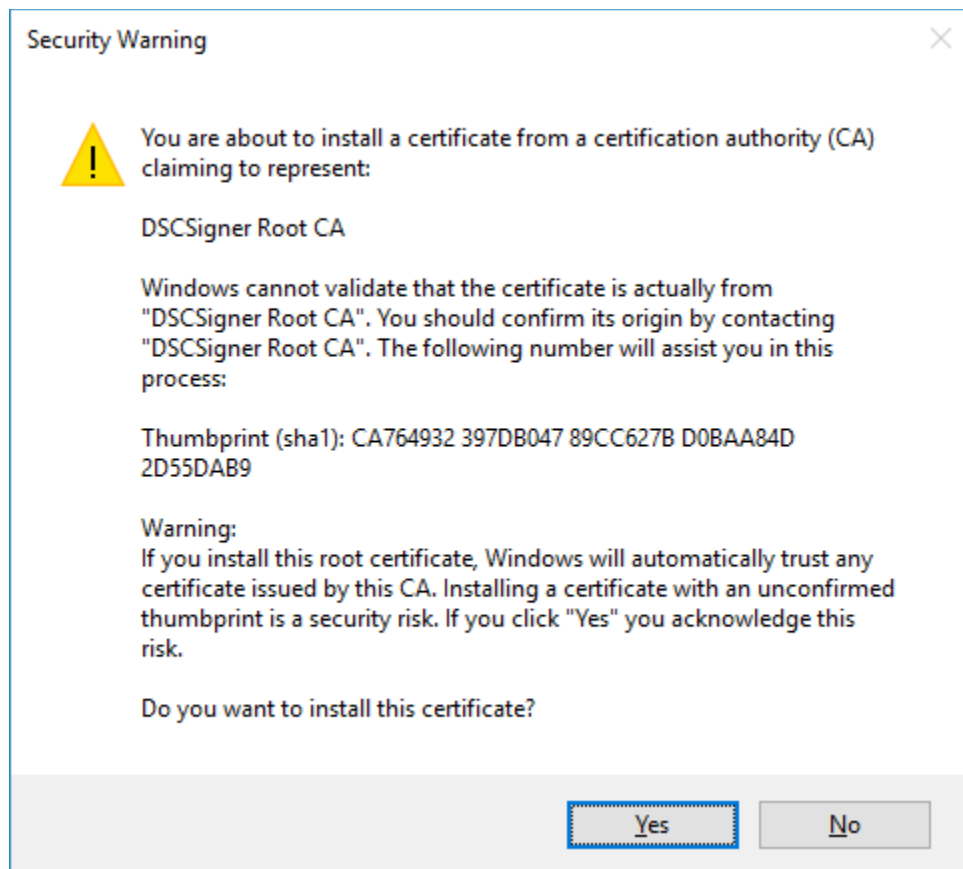 Security Warning
You are about to install a certificate from a certification authority (CA)
claiming to represent:
DSCSigner Root CA
Windows cannot validate that the certificate is actually from
"DSCSigner Root CA". You should confirm its origin by contacting
"DSCSigner Root CA". The following number will assist you in this
process:
Thumbprint (sha1): CA764932 397DB047 89CC627B D0BAA84D
2D55DAB9
Warning:
If you install this root certificate, Windows will automatically trust any
certificate issued by this CA. Installing a certificate with an unconfirmed
thumbprint is a security risk. If you click "Yes" you acknowledge this
risk.
Do you want to install this certificate?
Yes
No